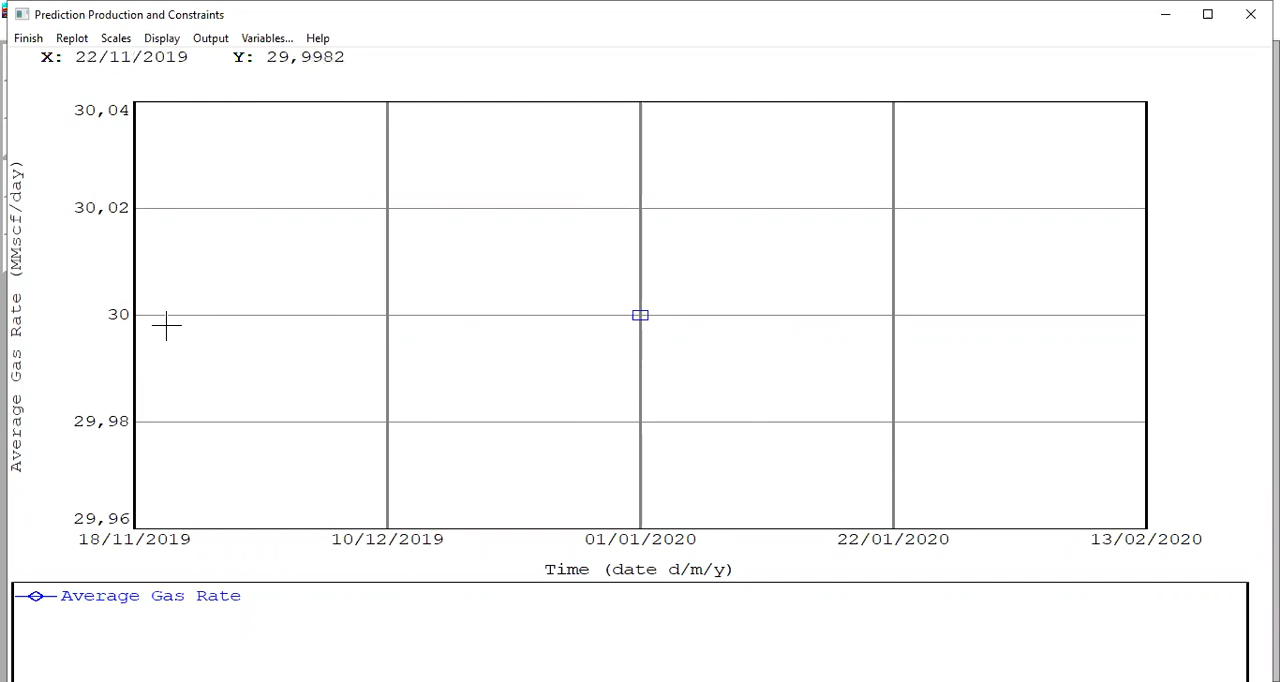 Prediction Production and Constraints
Finish Replot Scales Display Output Variables... Help
X: 22/11/2019 Y: 29,9982
30,04
30,02
30
29,98
29,96
Average Gas Rate (MMscf/day)
18/11/2019 10/12/2019 01/01/2020 22/01/2020 13/02/2020
Time (date d/m/y)
Average Gas Rate